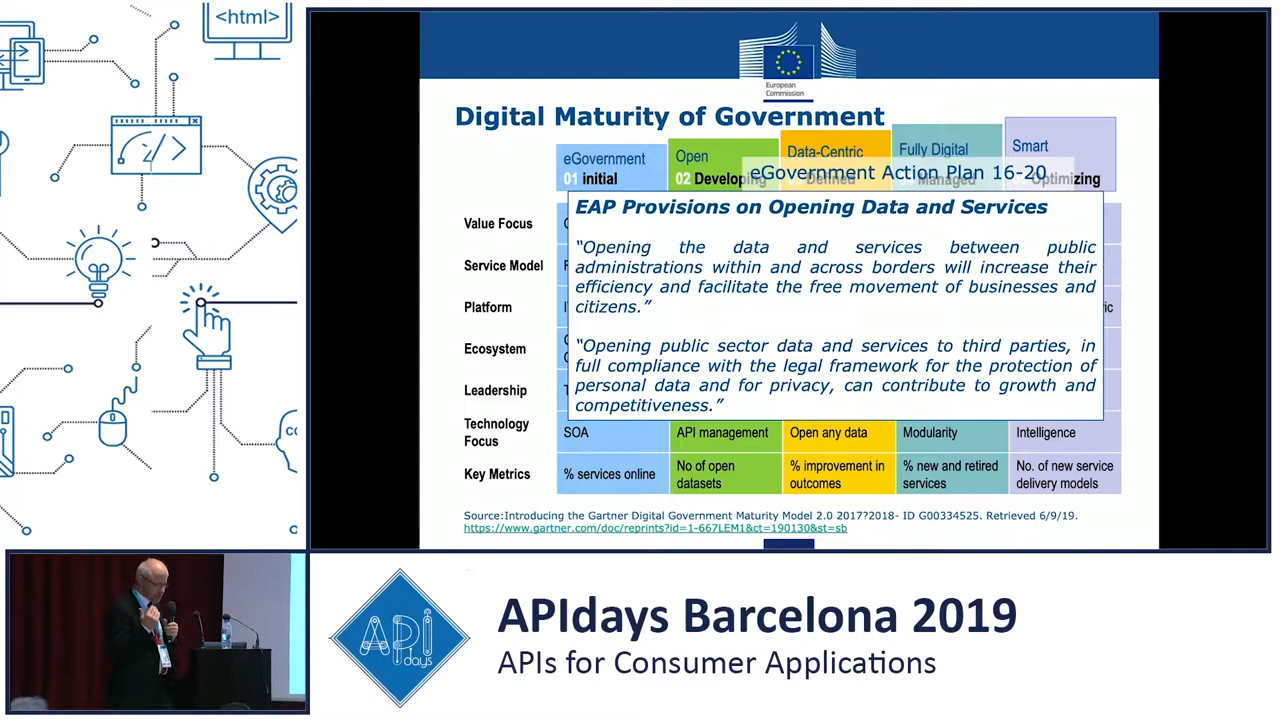 <html>
European
Commission
Digital Maturity of Government
eGovernment
01 initial
Open
02 Developing
Data-Centric
Defined
Fully Digital
Managed
Smart
Optimizing
eGovernment Action Plan 16-20
EAP Provisions on Opening Data and Services
“Opening the data and services between public
administrations within and across borders will increase their
efficiency and facilitate the free movement of businesses and
citizens.”
“Opening public sector data and services to third parties, in
full compliance with the legal framework for the protection of
personal data and for privacy, can contribute to growth and
competitiveness.”
Value Focus
Service Model
Platform
Ecosystem
Leadership
Technology
Focus
SOA
API management
Open any data
Modularity
Intelligence
Key Metrics
% services online
No of open
datasets
% improvement in
outcomes
% new and retired
services
No. of new service
delivery models
Source:Introducing the Gartner Digital Government Maturity Model 2.0 2017?2018- ID G00334525. Retrieved 6/9/19.
https://www.gartner.com/doc/reprints?id=1-667LEM1&ct=190130&st=sb
API
days
APIdays Barcelona 2019
APIs for Consumer Applications